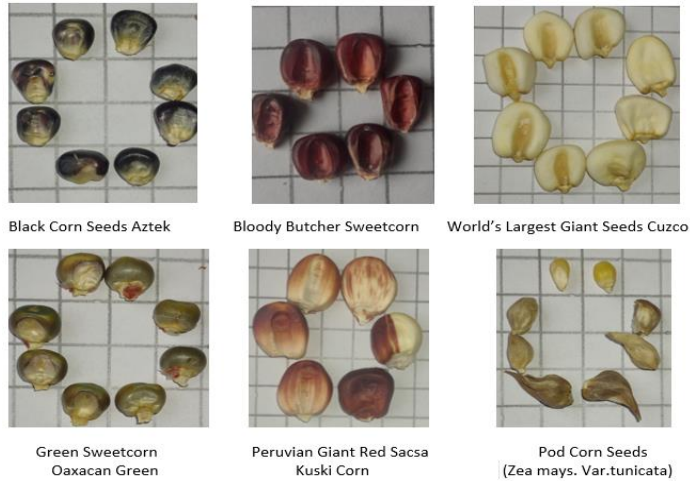 Black Corn Seeds Aztek
Bloody Butcher Sweetcorn
World's Largest Giant Seeds Cuzco
Green Sweetcorn
Oaxacan Green
Peruvian Giant Red Sacsa
Kuski Corn
Pod Corn Seeds
(Zea mays. Var.tunicata)